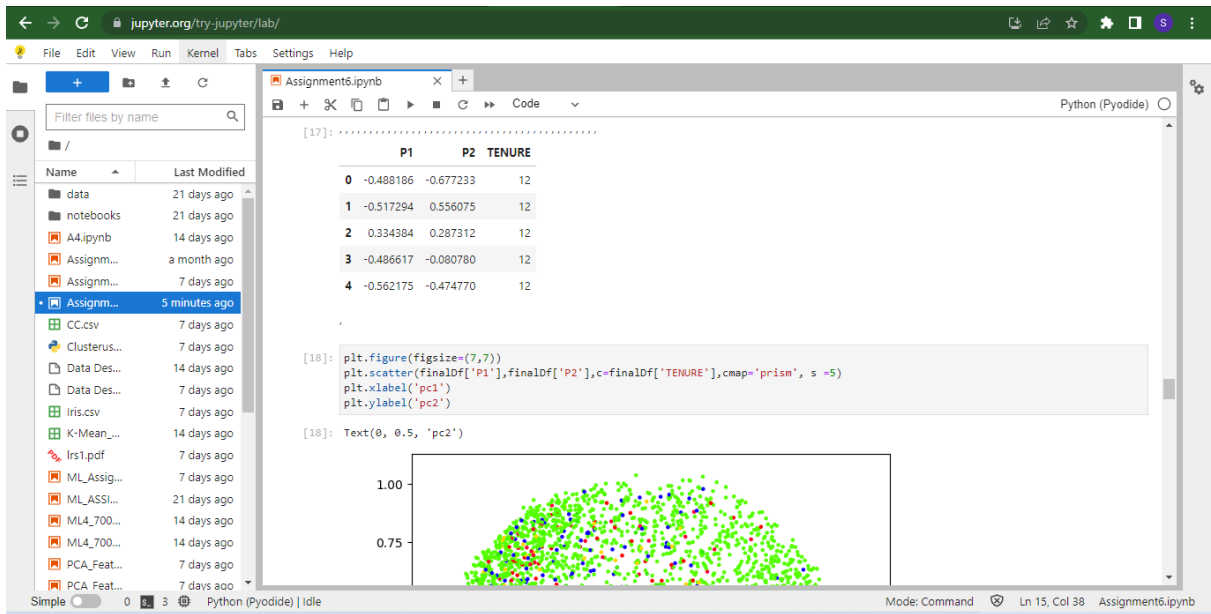 jupyter.org/try-jupyter/lab/
S
File Edit View Run Kernel Tabs Settings Help
+
Assignment6.ipynb × +
Code
Python (Pyodide)
Filter files by name
/
Name Last Modified
data 21 days ago
notebooks 21 days ago
A4.ipynb 14 days ago
Assignm... a month ago
Assignm... 7 days ago
• Assignm... 5 minutes ago
CC.csv 7 days ago
Clusterus... 7 days ago
Data Des... 14 days ago
Data Des... 7 days ago
Iris.csv 7 days ago
K-Mean_... 14 days ago
lrs1.pdf 7 days ago
ML_Assig... 7 days ago
ML_ASSI... 21 days ago
ML4_700... 14 days ago
ML4_700... 14 days ago
PCA_Feat... 7 days ago
PCA Feat... 7 days ago
[17]:
P1 P2 TENURE
0 -0.488186 -0.677233 12
1 -0.517294 0.556075 12
2 0.334384 0.287312 12
3 -0.486617 -0.080780 12
4 -0.562175 -0.474770 12
,
[18]: plt.figure(figsize=(7,7))
plt.scatter(finalDf['P1'],finalDf['P2'],c=finalDf['TENURE'],cmap='prism', s =5)
plt.xlabel('pc1')
plt.ylabel('pc2')
[18]: Text(0, 0.5, 'pc2')
1.00
0.75
Simple 0 S_ 3 Python (Pyodide) | Idle
Mode: Command Ln 15, Col 38 Assignment6.ipynb